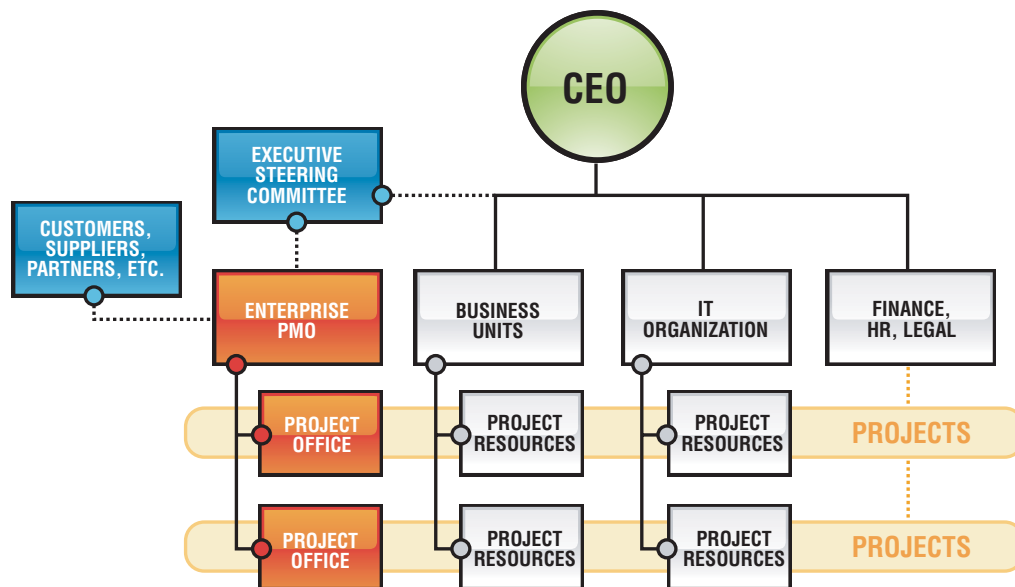 CEO
EXECUTIVE
STEERING
COMMITTEE
CUSTOMERS,
SUPPLIERS,
PARTNERS, ETC.
ENTERPRISE
PMO
BUSINESS
UNITS
IT
ORGANIZATION
FINANCE,
HR, LEGAL
PROJECT
OFFICE
PROJECT
RESOURCES
PROJECT
RESOURCES
PROJECTS
PROJECT
OFFICE
PROJECT
RESOURCES
PROJECT
RESOURCES
PROJECTS